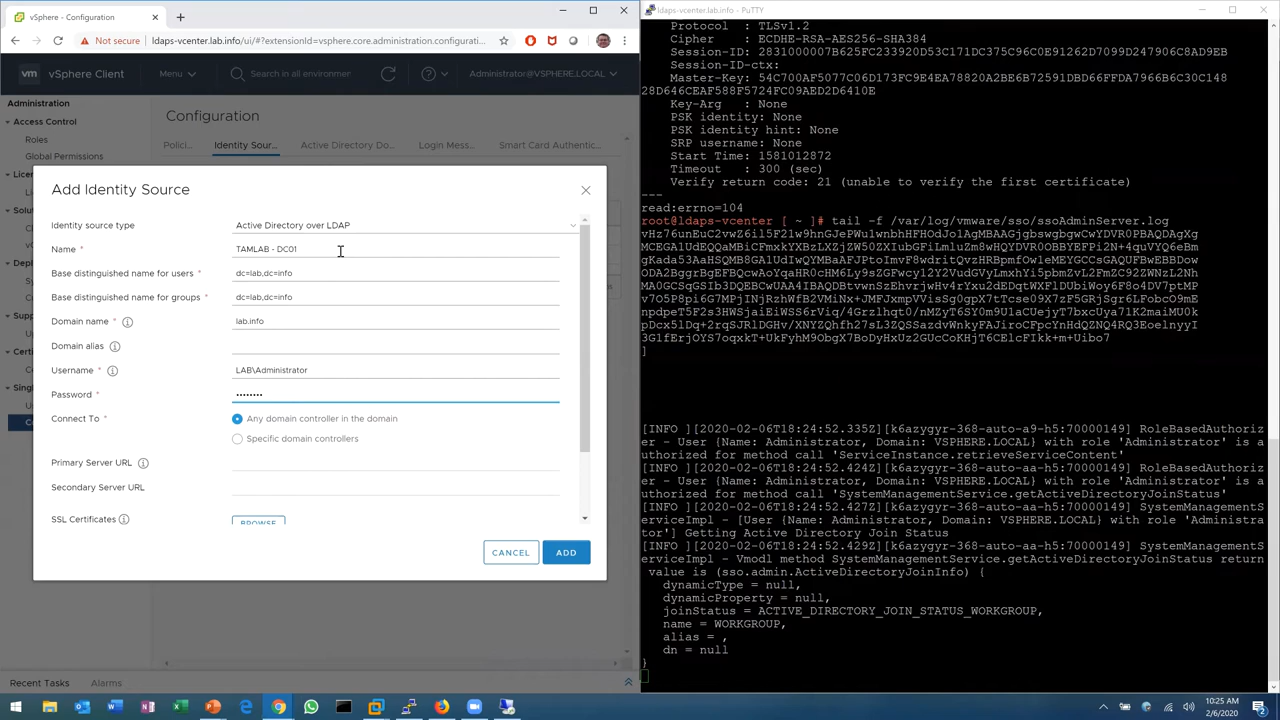 vSphere - Configuration
Not secure
ldaps-vcenter.lab.info/ui/#?extensionId=vsphere.core.administration.configurati...
vm vSphere Client
Menu
Search in all environmen
Administrator@VSPHERE.LOCAL
Administration
Access Control
Roles
Global Permissions
Configuration
Polici...
Identity Sour...
Active Directory Do...
Login Mess...
Smart Card Authentic...
Add Identity Source
Identity source type
Active Directory over LDAP
Name *
TAMLAB - DC01
Base distinguished name for users *
dc=lab,dc=info
Base distinguished name for groups *
dc=lab,dc=info
Domain name *
lab.info
Domain alias
Username *
LAB\Administrator
Password *
••••••••
Connect To *
Any domain controller in the domain
Specific domain controllers
Primary Server URL
Secondary Server URL
SSL Certificates
BROWSE
CANCEL
ADD
Recent Tasks
Alarms
ldaps-vcenter.lab.info - PuTTY
Protocol : TLSv1.2
Cipher : ECDHE-RSA-AES256-SHA384
Session-ID: 2831000007B625FC233920D53C171DC375C96C0E91262D7099D247906C8AD9EB
Session-ID-ctx:
Master-Key: 54C700AF5077C06D173FC9E4EA78820A2BE6B72591DBD66FFDA7966B6C30C148
28D646CEAF588F5724FC09AED2D6410E
Key-Arg : None
PSK identity: None
PSK identity hint: None
SRP username: None
Start Time: 1581012872
Timeout : 300 (sec)
Verify return code: 21 (unable to verify the first certificate)
---
read:errno=104
root@ldaps-vcenter [ ~ ]# tail -f /var/log/vmware/sso/ssoAdminServer.log
]
[INFO ][2020-02-06T18:24:52.335Z][k6azygyr-368-auto-a9-h5:70000149] RoleBasedAuthoriz
er - User {Name: Administrator, Domain: VSPHERE.LOCAL} with role 'Administrator' is a
uthorized for method call 'ServiceInstance.retrieveServiceContent'
[INFO ][2020-02-06T18:24:52.424Z][k6azygyr-368-auto-aa-h5:70000149] RoleBasedAuthoriz
er - User {Name: Administrator, Domain: VSPHERE.LOCAL} with role 'Administrator' is a
uthorized for method call 'SystemManagementService.getActiveDirectoryJoinStatus'
[INFO ][2020-02-06T18:24:52.427Z][k6azygyr-368-auto-aa-h5:70000149] SystemManagementS
erviceImpl - [User {Name: Administrator, Domain: VSPHERE.LOCAL} with role 'Administra
tor'] Getting Active Directory Join Status
[INFO ][2020-02-06T18:24:52.429Z][k6azygyr-368-auto-aa-h5:70000149] SystemManagementS
erviceImpl - Vmodl method SystemManagementService.getActiveDirectoryJoinStatus return
value is (sso.admin.ActiveDirectoryJoinInfo) {
dynamicType = null,
dynamicProperty = null,
joinStatus = ACTIVE_DIRECTORY_JOIN_STATUS_WORKGROUP,
name = WORKGROUP,
alias = ,
dn = null
}
10:25 AM
2/6/2020